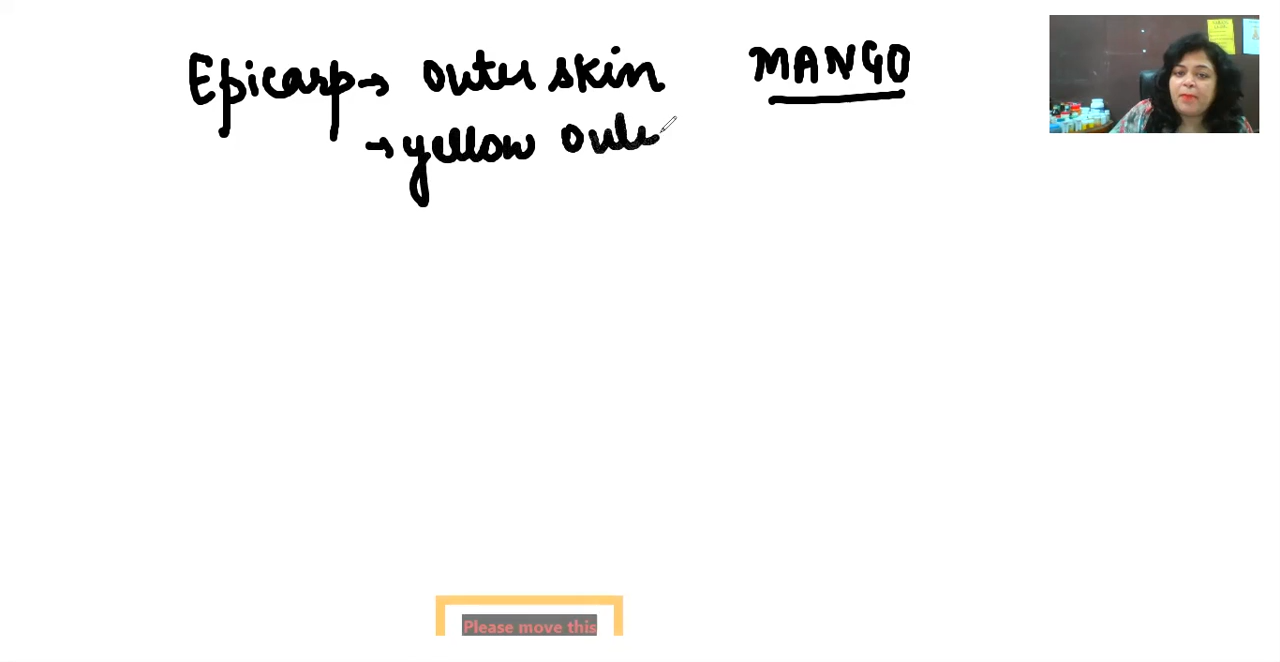 Epicarp → outer skin MANGO
→ yellow oute
Please move this